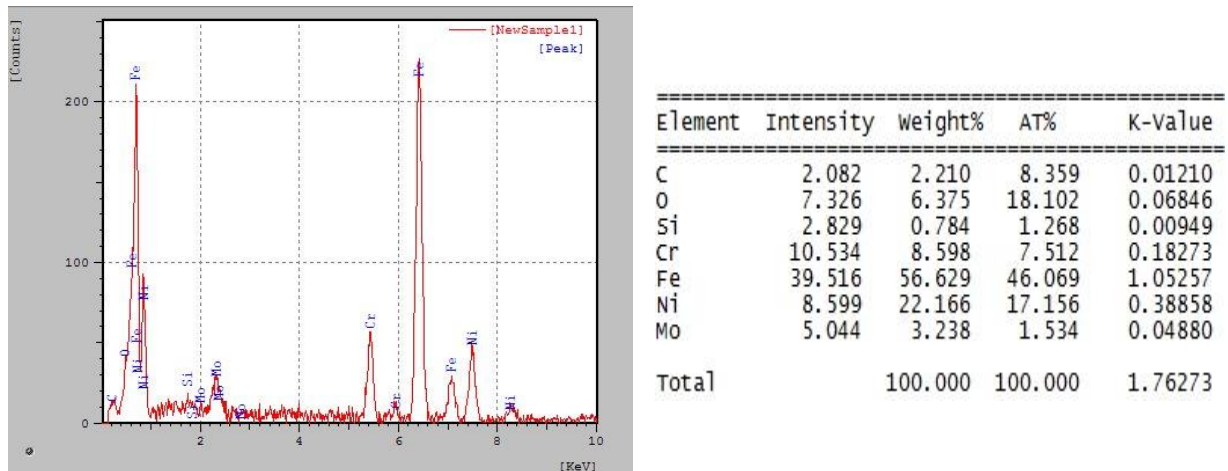 [Counts]
[NewSample1]
[Peak]
200
100
0
Fe
Fe
O
C
Ni
Fe
Ni
Ni
Si
Si
Mo
Mo
Mo
Mo
Cr
Cr
Fe
Fe
Ni
Ni
2
4
6
8
10
[KeV]
Element Intensity Weight% AT% K-Value
C 2.082 2.210 8.359 0.01210
O 7.326 6.375 18.102 0.06846
Si 2.829 0.784 1.268 0.00949
Cr 10.534 8.598 7.512 0.18273
Fe 39.516 56.629 46.069 1.05257
Ni 8.599 22.166 17.156 0.38858
Mo 5.044 3.238 1.534 0.04880
Total 100.000 100.000 1.76273